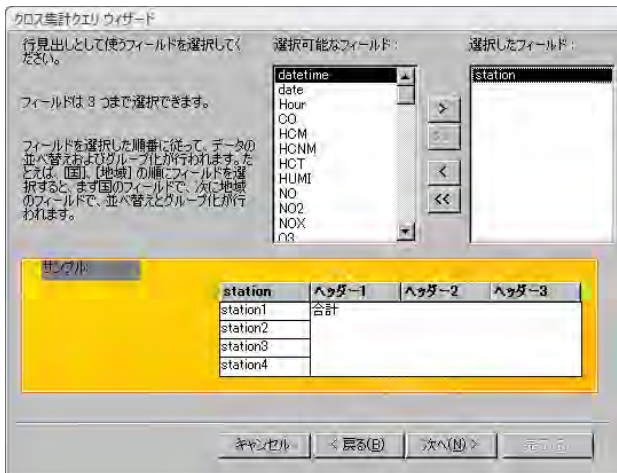 クロス集計クエリ ウィザード
行見出しとして使うフィールドを選択してく
ださい。
フィールドは 3 つまで選択できます。
フィールドを選択した順番に従って、データの
並べ替えおよびグループ化が行われます。た
とえば、[国]、[地域] の順にフィールドを選
択すると、まず国のフィールドで、次に地域
のフィールドで、並べ替えとグループ化が行
われます。
選択可能なフィールド:
datetime
date
Hour
CO
HCM
HCNM
HCT
HUMI
NO
NO2
NOX
O3
>
<
<<
選択したフィールド:
station
サンプル:
station ヘッダー1 ヘッダー2 ヘッダー3
station1 合計
station2
station3
station4
キャンセル < 戻る(B) 次へ(N) >